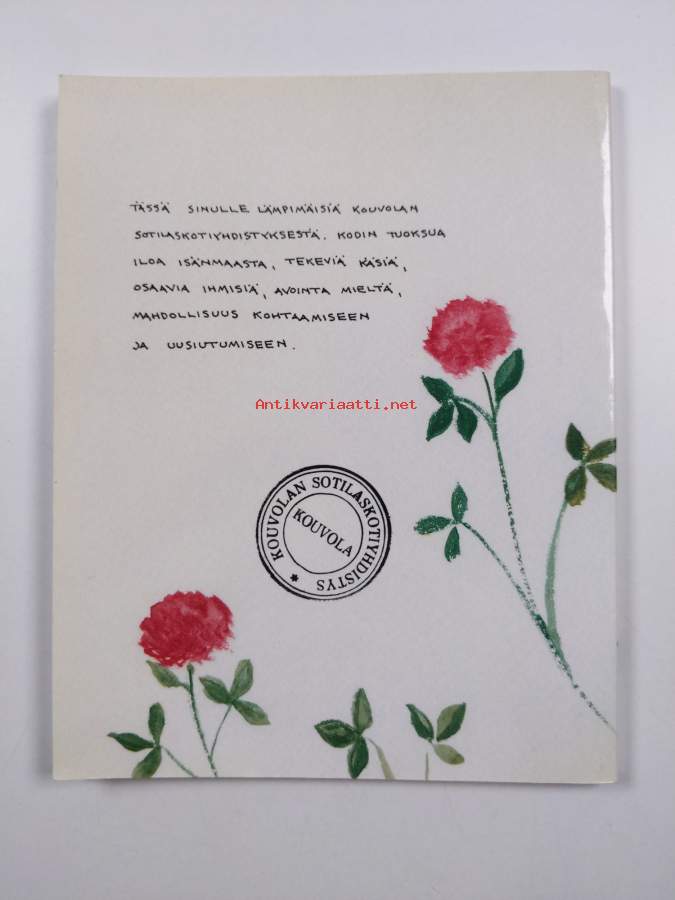 TÄSSÄ SINULLE LÄMPIMÄISIÄ KOUVOLAN
SOTILASKOTIYHDISTYKSESTÄ. KODIN TUOKSUA
ILOA ISÄNMAASTA, TEKEVIÄ KÄSIÄ,
OSAAVIA IHMISIÄ, AVOINTA MIELTÄ,
MAHDOLLISUUS KOHTAAMISEEN
JA UUSIUTUMISEEN.
Antikvariaatti.net
KOUVOLAN SOTILASKOTIYHDISTYS *
KOUVOLA